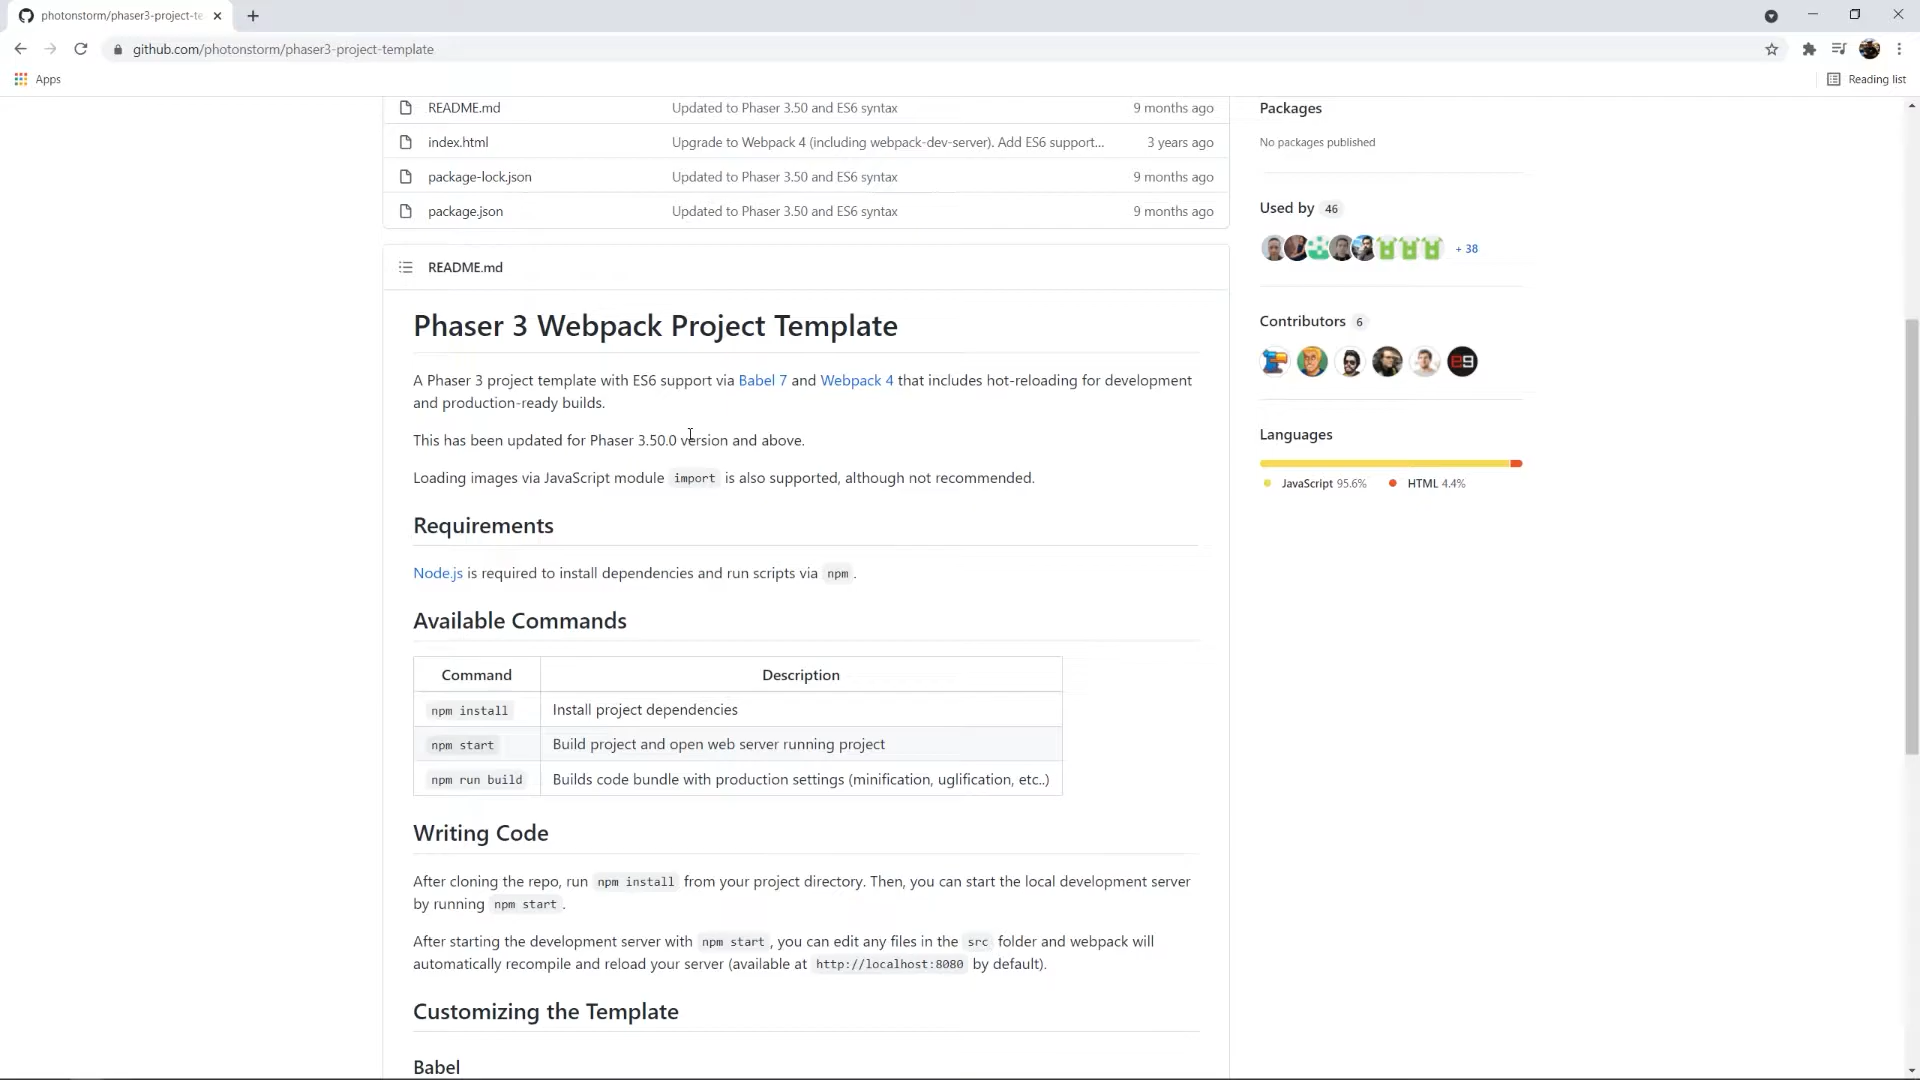 photonstorm/phaser3-project-te
github.com/photonstorm/phaser3-project-template
Apps
Reading list
README.md Updated to Phaser 3.50 and ES6 syntax 9 months ago
index.html Upgrade to Webpack 4 (including webpack-dev-server). Add ES6 support... 3 years ago
package-lock.json Updated to Phaser 3.50 and ES6 syntax 9 months ago
package.json Updated to Phaser 3.50 and ES6 syntax 9 months ago
README.md
Phaser 3 Webpack Project Template
A Phaser 3 project template with ES6 support via Babel 7 and Webpack 4 that includes hot-reloading for development
and production-ready builds.
This has been updated for Phaser 3.50.0 version and above.
Loading images via JavaScript module import is also supported, although not recommended.
Requirements
Node.js is required to install dependencies and run scripts via npm .
Available Commands
Command Description
npm install Install project dependencies
npm start Build project and open web server running project
npm run build Builds code bundle with production settings (minification, uglification, etc..)
Writing Code
After cloning the repo, run npm install from your project directory. Then, you can start the local development server
by running npm start .
After starting the development server with npm start , you can edit any files in the src folder and webpack will
automatically recompile and reload your server (available at http://localhost:8080 by default).
Customizing the Template
Babel
Packages
No packages published
Used by 46
+ 38
Contributors 6
e9
Languages
JavaScript 95.6% HTML 4.4%